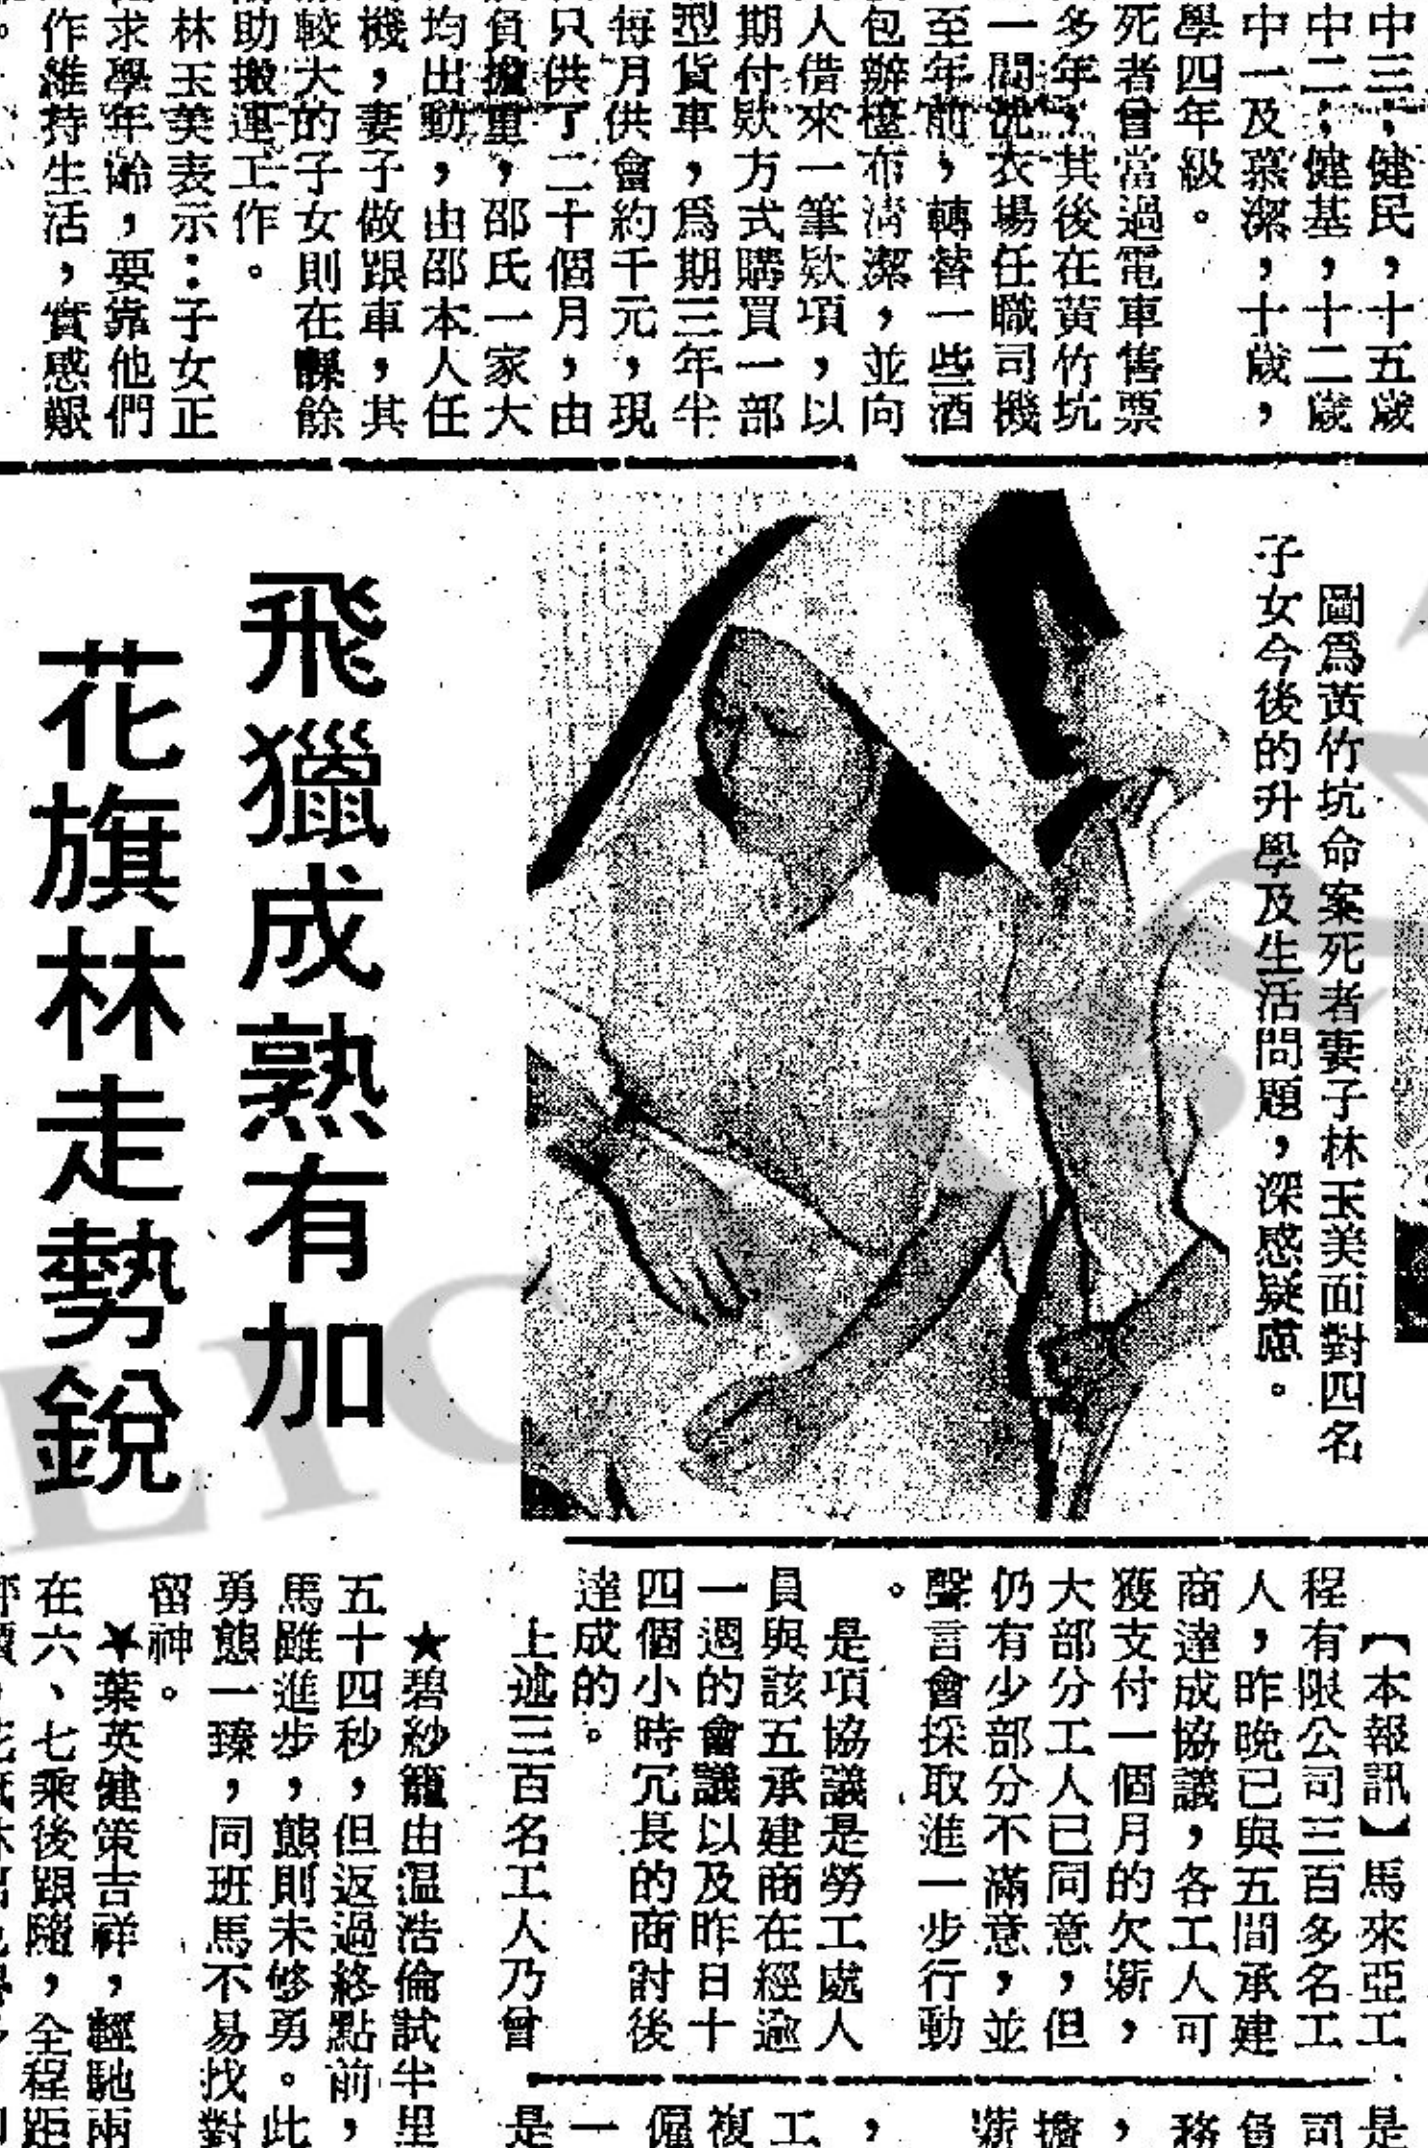 中三；健民，十五歲
中二；健基，十二歲
中一及慕潔，十歲，
學四年級。
死者曾當過電車售票
多年，其後在黃竹坑
一間洗衣場任職司機
至年前，轉替一些酒
包辦檯布清潔，並向
人借來一筆欵項，以
期付欵方式購買一部
型貨車，爲期三年半
每月供會約千元，現
只供了二十個月，由
負擔重，邵氏一家大
均出動，由邵本人任
機，妻子做跟車，其
較大的子女則在課餘
助搬運工作。
林玉美表示：子女正
求學年齡，要靠他們
作維持生活，實感艱
圖爲黃竹坑命案死者妻子林玉美面對四名
子女今後的升學及生活問題，深感疑慮。
飛獵成熟有加
花旗林走勢銳
【本報訊】馬來亞工
程有限公司三百多名工
人，昨晚已與五間承建
商達成協議，各工人可
獲支付一個月的欠薪，
大部分工人已同意，但
仍有少部分不滿意，並
聲言會採取進一步行動
。
是項協議是勞工處人
員與該五承建商在經逾
一週的會議以及昨日十
四個小時冗長的商討後
達成的。
上述三百名工人乃曾
★碧紗籠由溫浩倫試半里
五十四秒，但返過終點前，
馬雖進步，態則未够勇。此
勇態一臻，同班馬不易找對
留神。
★葉英健策吉祥，輕馳兩
在六、七乘後跟隨，全程距
是
司
負
務
，
擔
薪
，
工
複
僱
一
是
LIC